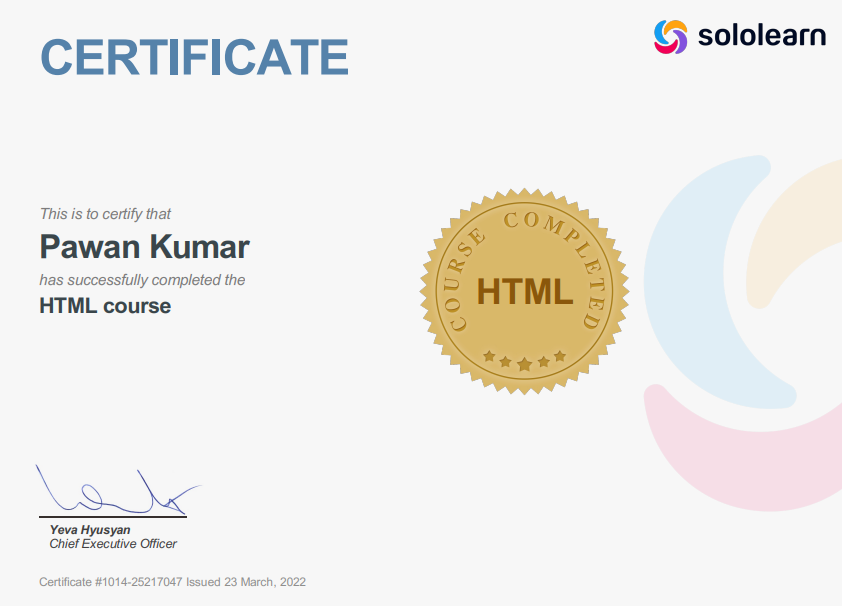 CERTIFICATE
sololearn
This is to certify that
Pawan Kumar
has successfully completed the
HTML course
COURSE COMPLETED
HTML
Yeva Hyusyan
Chief Executive Officer
Certificate #1014-25217047 Issued 23 March, 2022